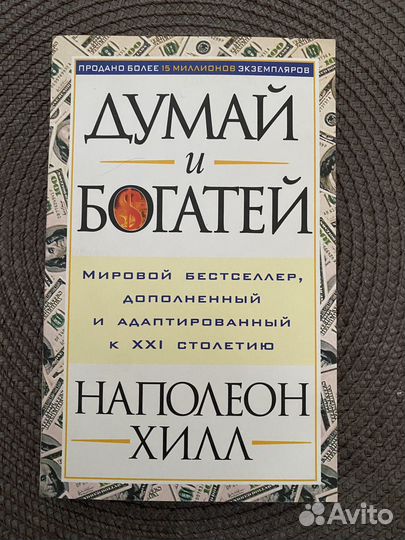 ПРОДАНО БОЛЕЕ 15 МИЛЛИОНОВ ЭКЗЕМПЛЯРОВ
ДУМАЙ
И
БОГАТЕЙ
МИРОВОЙ БЕСТСЕЛЛЕР,
ДОПОЛНЕННЫЙ
И АДАПТИРОВАННЫЙ
К XXI СТОЛЕТИЮ
НАПОЛЕОН
ХИЛЛ
Avito